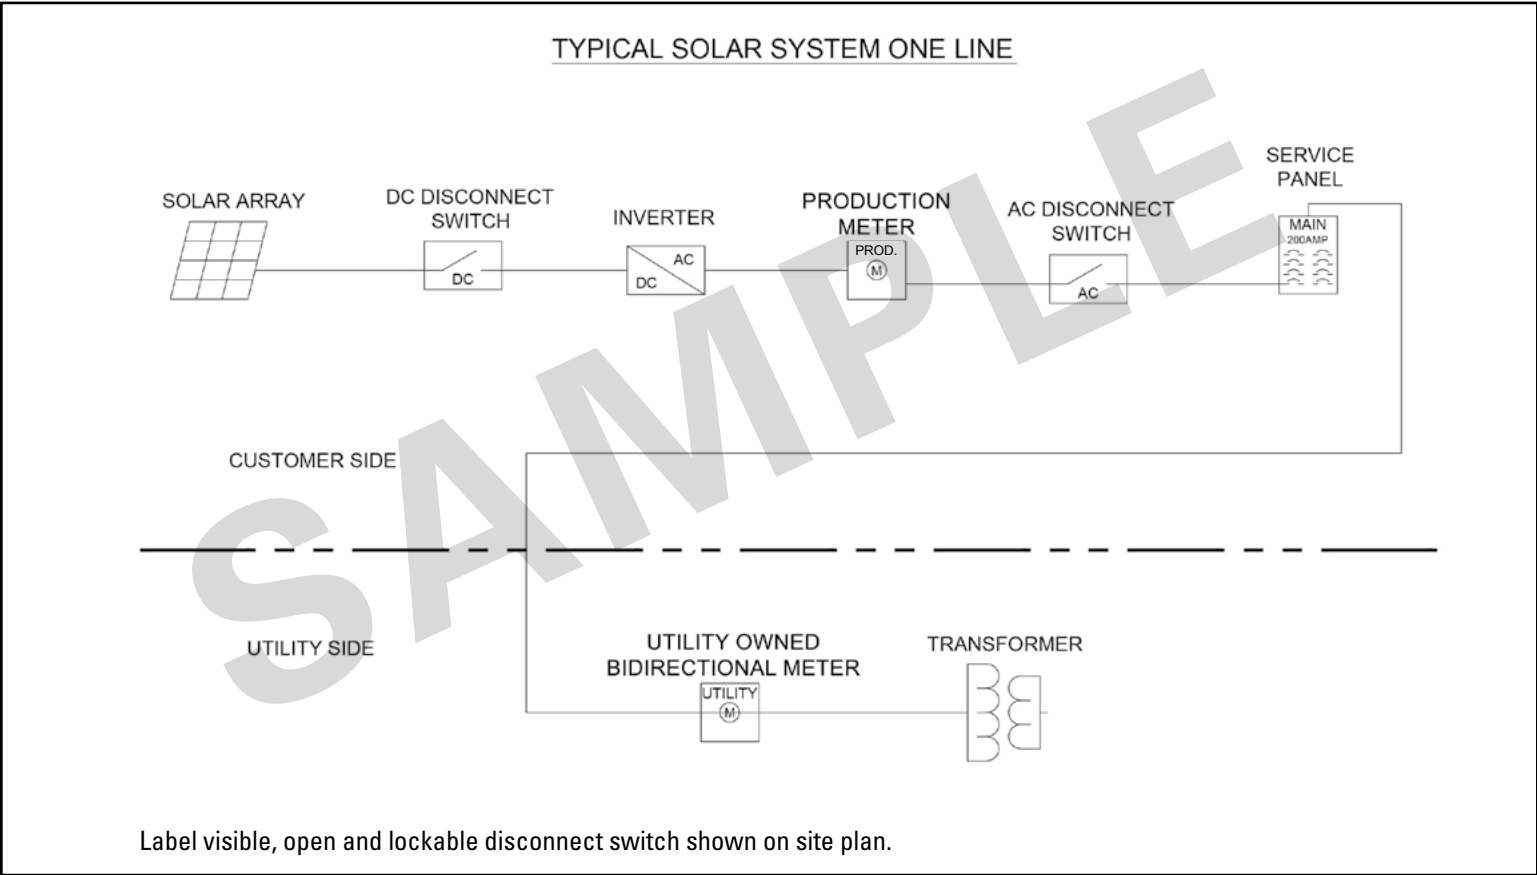 TYPICAL SOLAR SYSTEM ONE LINE
SOLAR ARRAY
DC DISCONNECT
SWITCH
DC
INVERTER
AC
DC
PRODUCTION
METER
PROD.
M
AC DISCONNECT
SWITCH
AC
SERVICE
PANEL
MAIN
200AMP
SAMPLE
CUSTOMER SIDE
UTILITY SIDE
UTILITY OWNED
BIDIRECTIONAL METER
UTILITY
M
TRANSFORMER
Label visible, open and lockable disconnect switch shown on site plan.